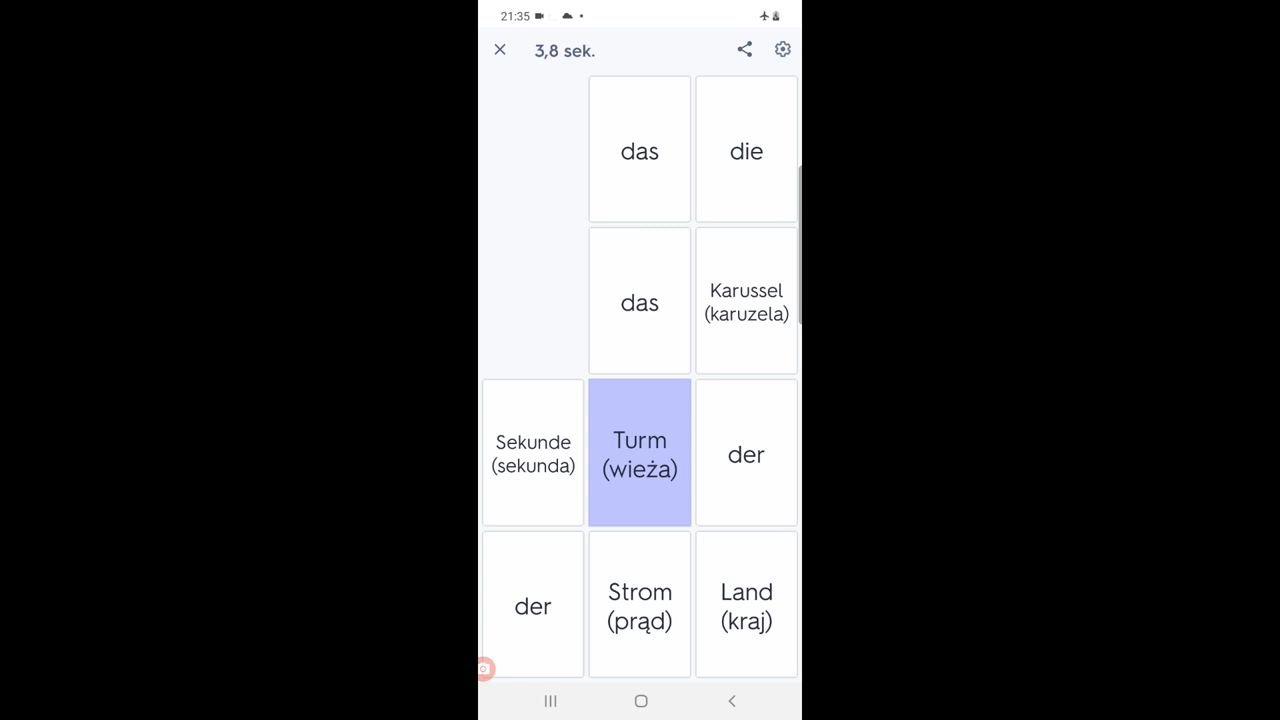 21:35
3,8 sek.
das
die
das
Karussel
(karuzela)
Sekunde
(sekunda)
Turm
(wieża)
der
der
Strom
(prąd)
Land
(kraj)